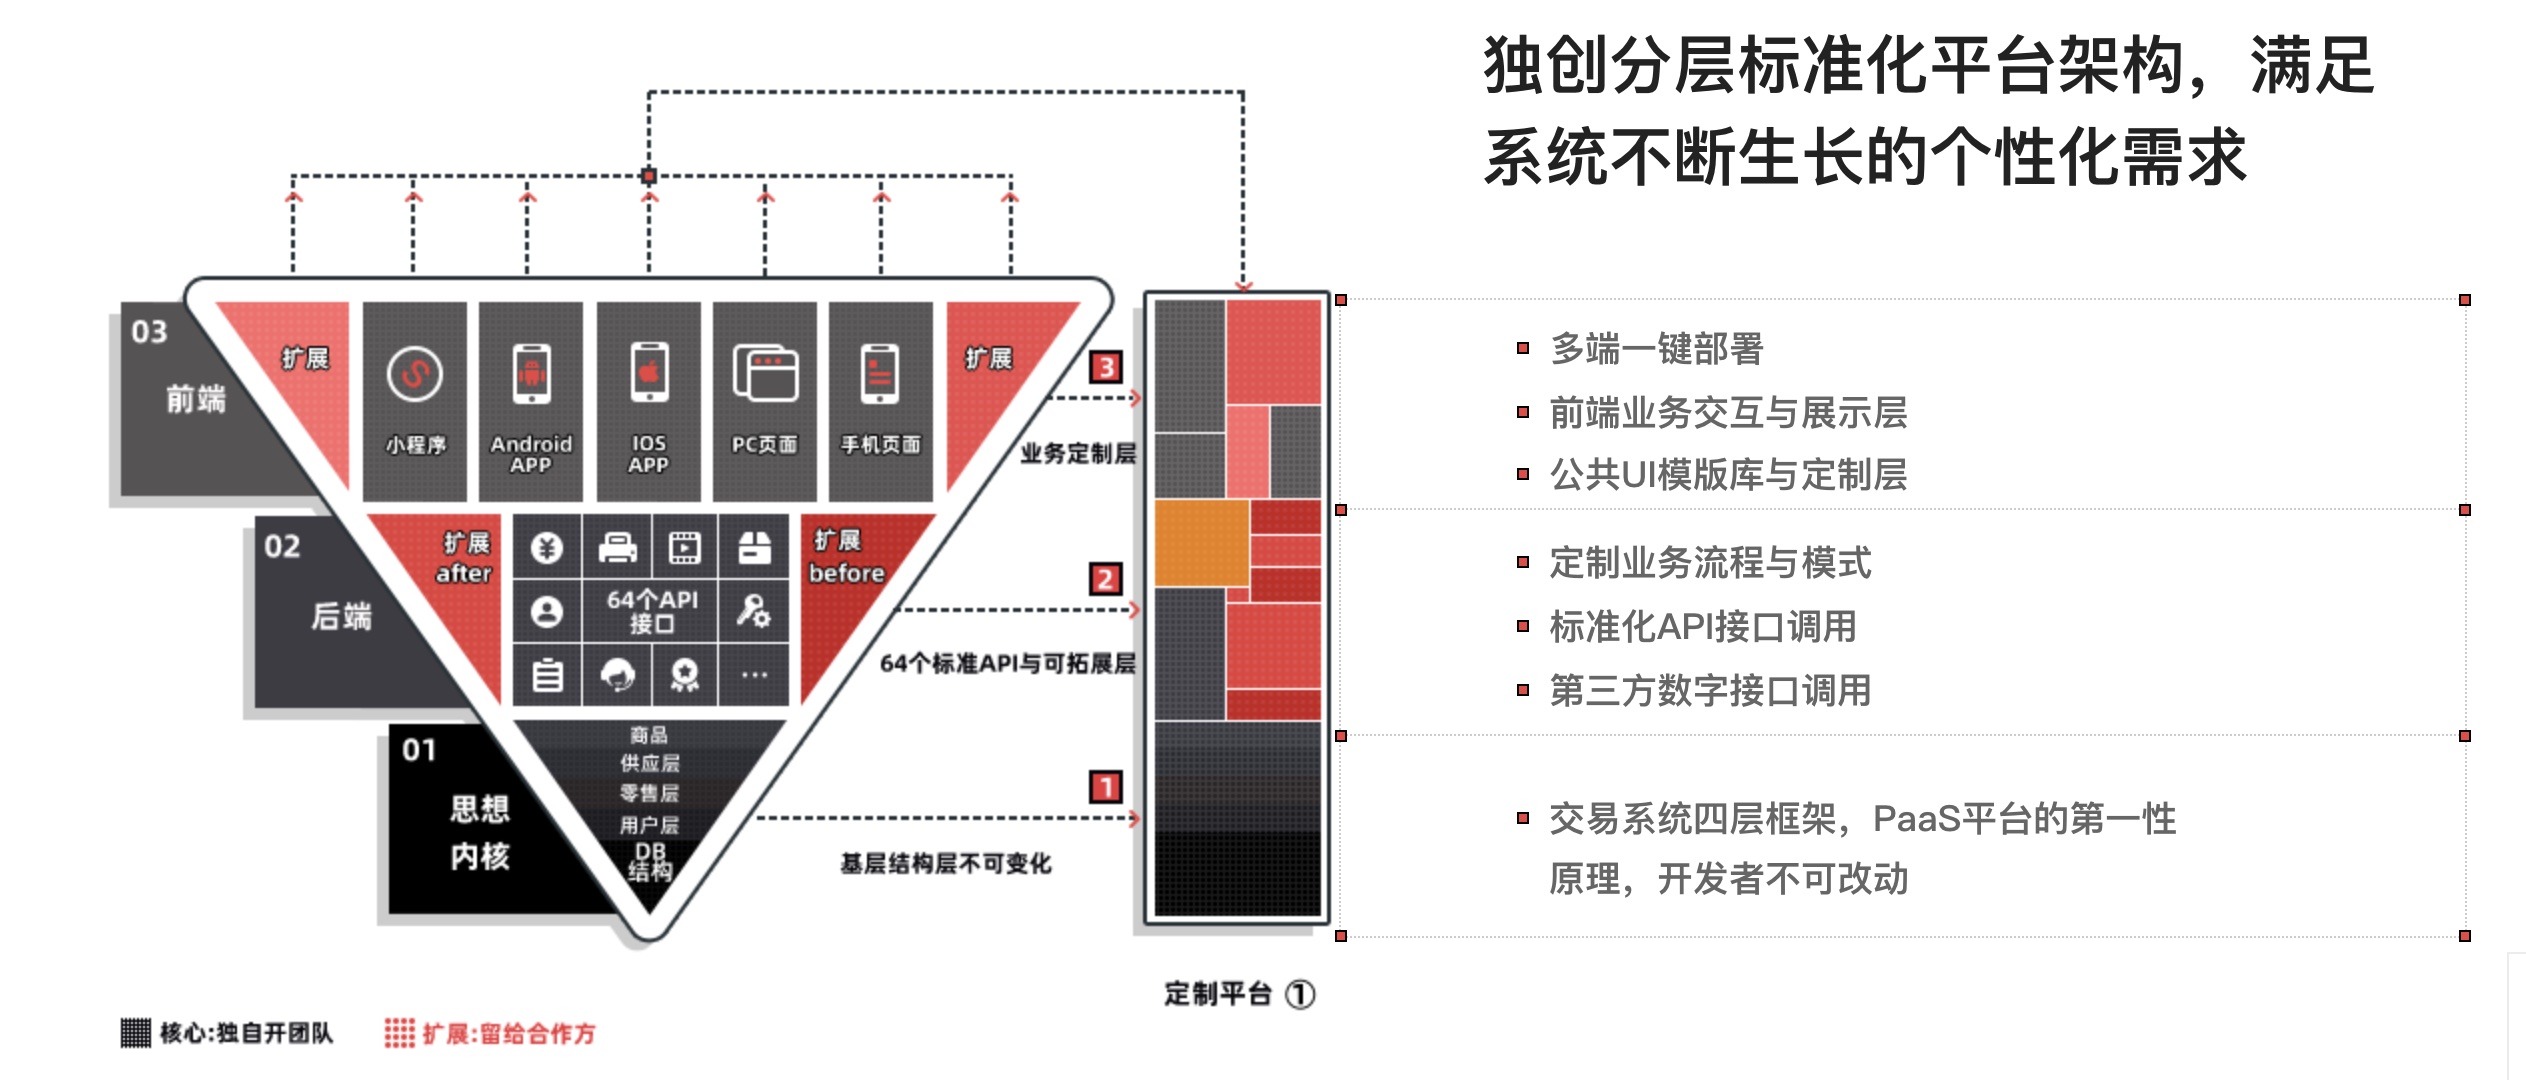 独创分层标准化平台架构，满足
系统不断生长的个性化需求
03
前端
扩展
小程序
Android
APP
IOS
APP
PC页面
手机页面
扩展
3
业务定制层
02
后端
扩展
after
64个API
接口
...
扩展
before
2
64个标准API与可拓展层
01
思想
内核
商品
供应层
零售层
用户层
DB
结构
1
基层结构层不可变化
定制平台 ①
核心:独自开团队
扩展:留给合作方
多端一键部署
前端业务交互与展示层
公共UI模版库与定制层
定制业务流程与模式
标准化API接口调用
第三方数字接口调用
交易系统四层框架，PaaS平台的第一性
原理，开发者不可改动